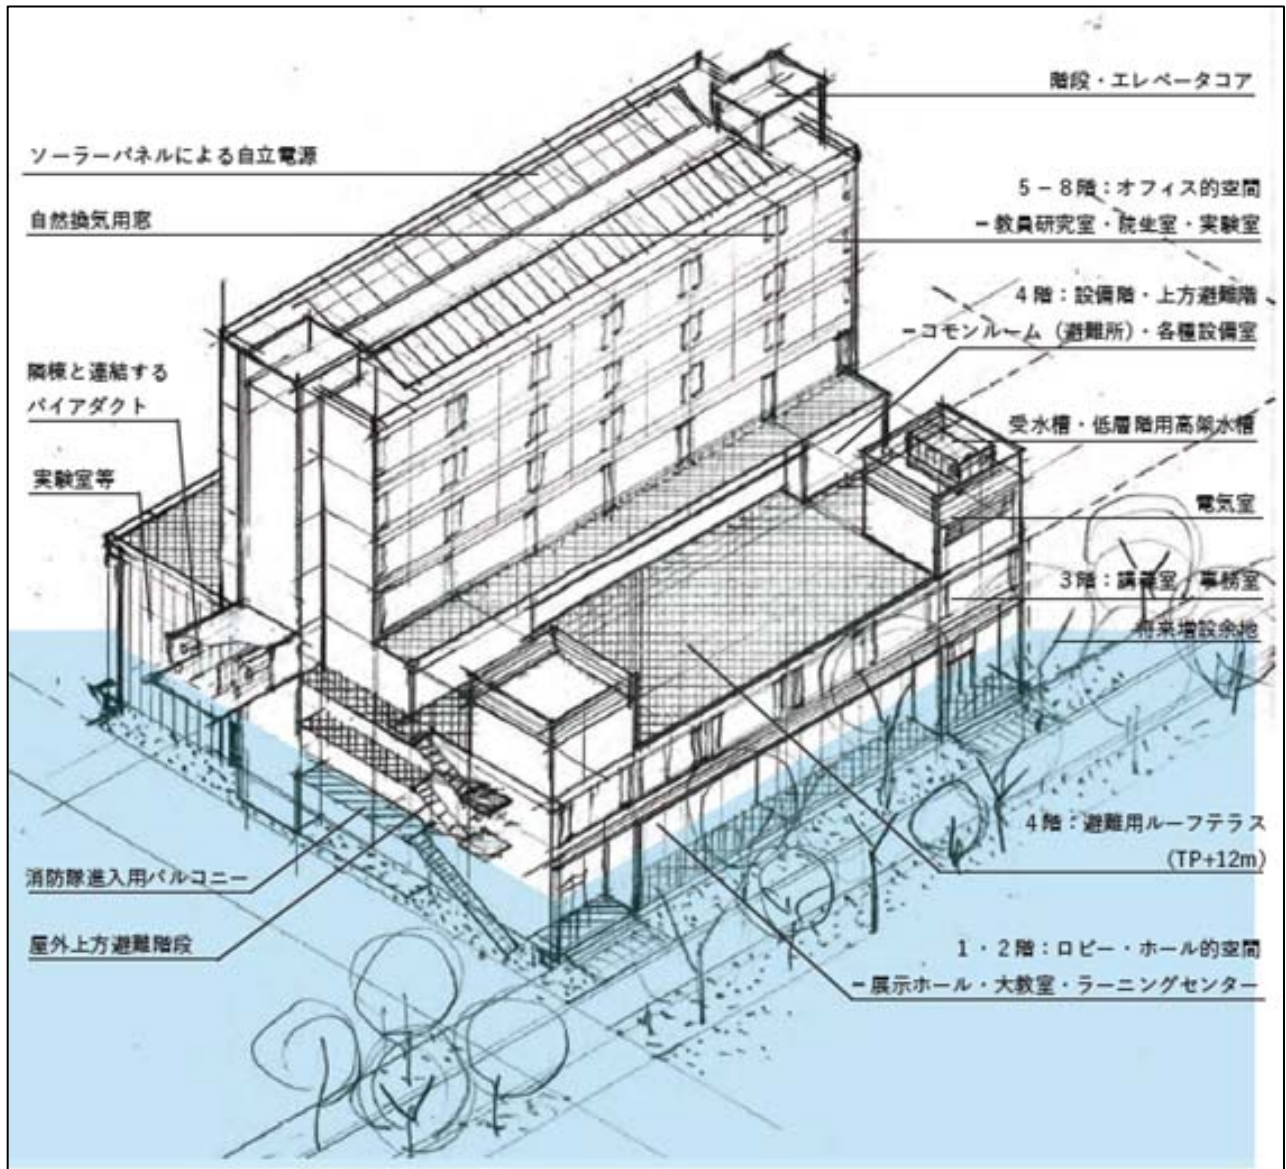 ソーラーパネルによる自立電源
自然換気用窓
隣棟と連結する
バイアダクト
実験室等
消防隊進入用バルコニー
屋外上方避難階段
階段・エレベータコア
5－8階：オフィス的空間
ー教員研究室・院生室・実験室
4階：設備階・上方避難階
ーコモンルーム（避難所）・各種設備室
受水槽・低層階用高架水槽
電気室
3階：講義室・事務室
将来増設余地
4階：避難用ルーフテラス
（TP+12m）
1・2階：ロビー・ホール的空間
ー展示ホール・大教室・ラーニングセンター